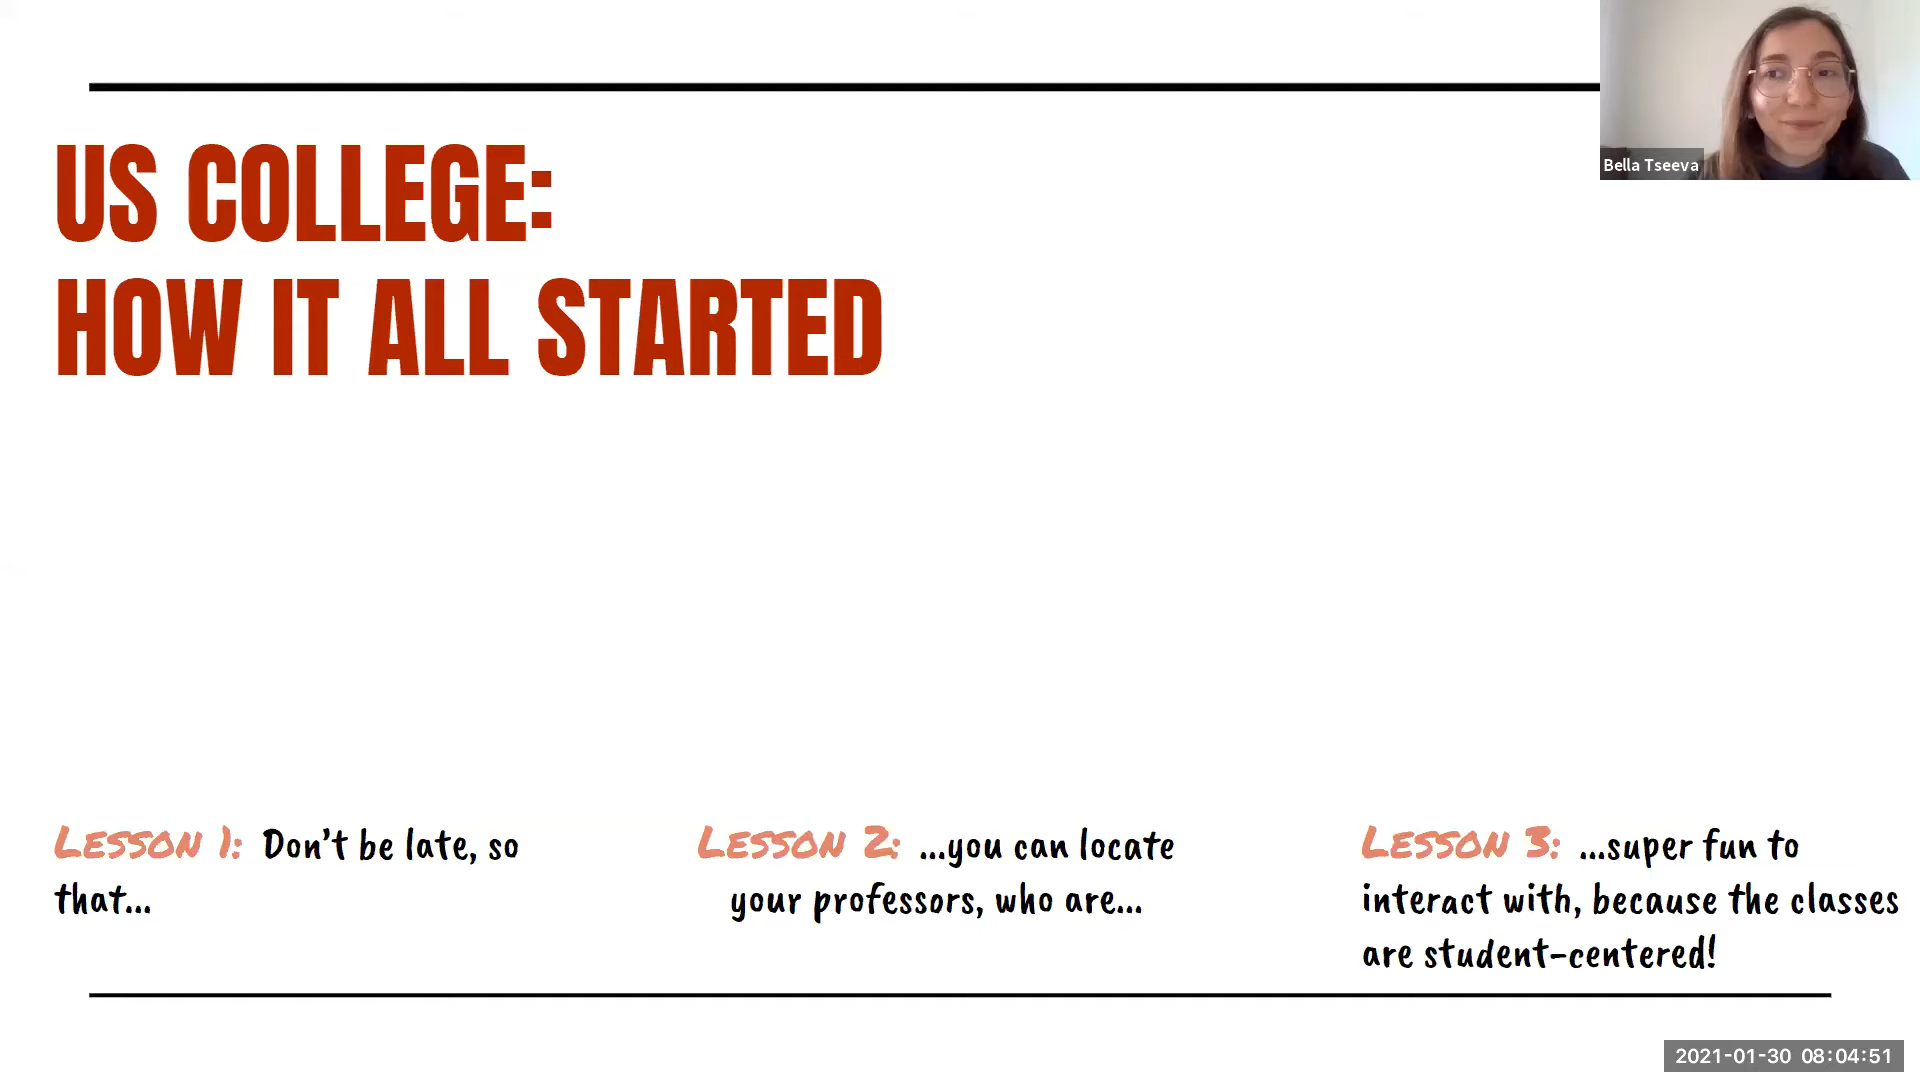 US COLLEGE:
HOW IT ALL STARTED
Bella Tseeva
LESSON 1: Don't be late, so
that...
LESSON 2: ...you can locate
your professors, who are...
LESSON 3: ...super fun to
interact with, because the classes
are student-centered!
2021-01-30 08:04:51